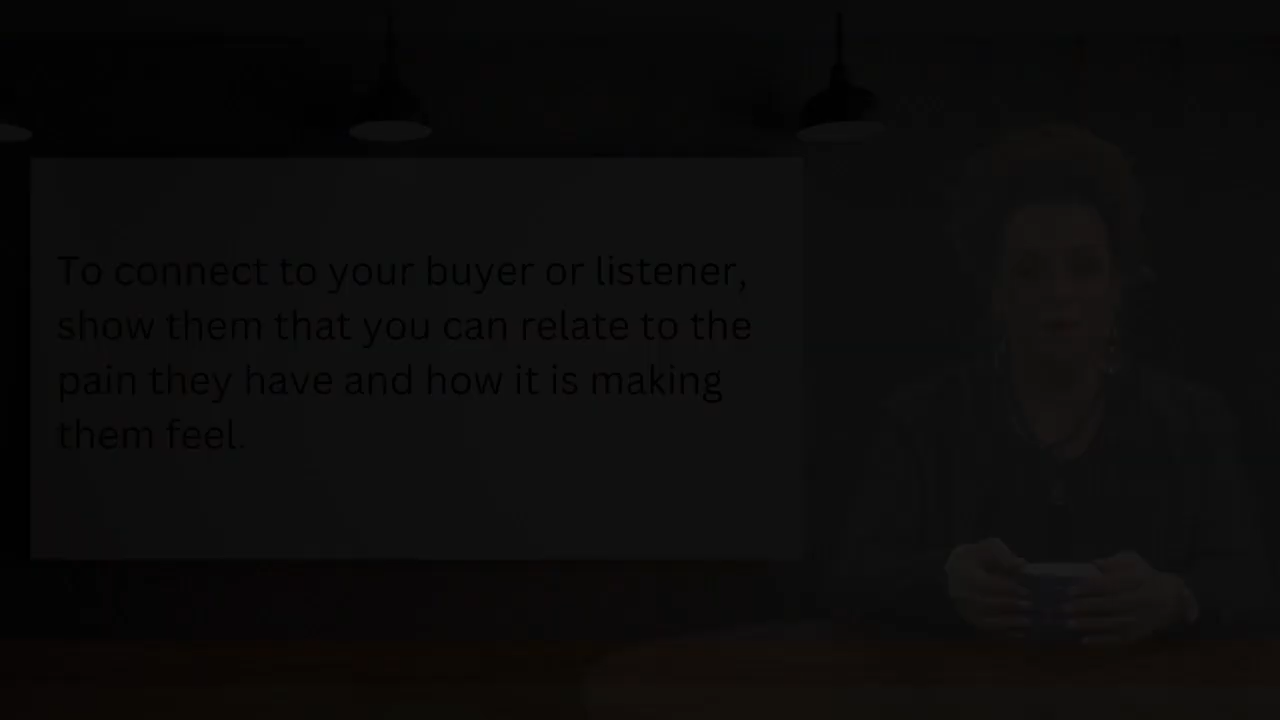 To connect to your buyer or listener,
show them that you can relate to the
pain they have and how it is making
them feel.